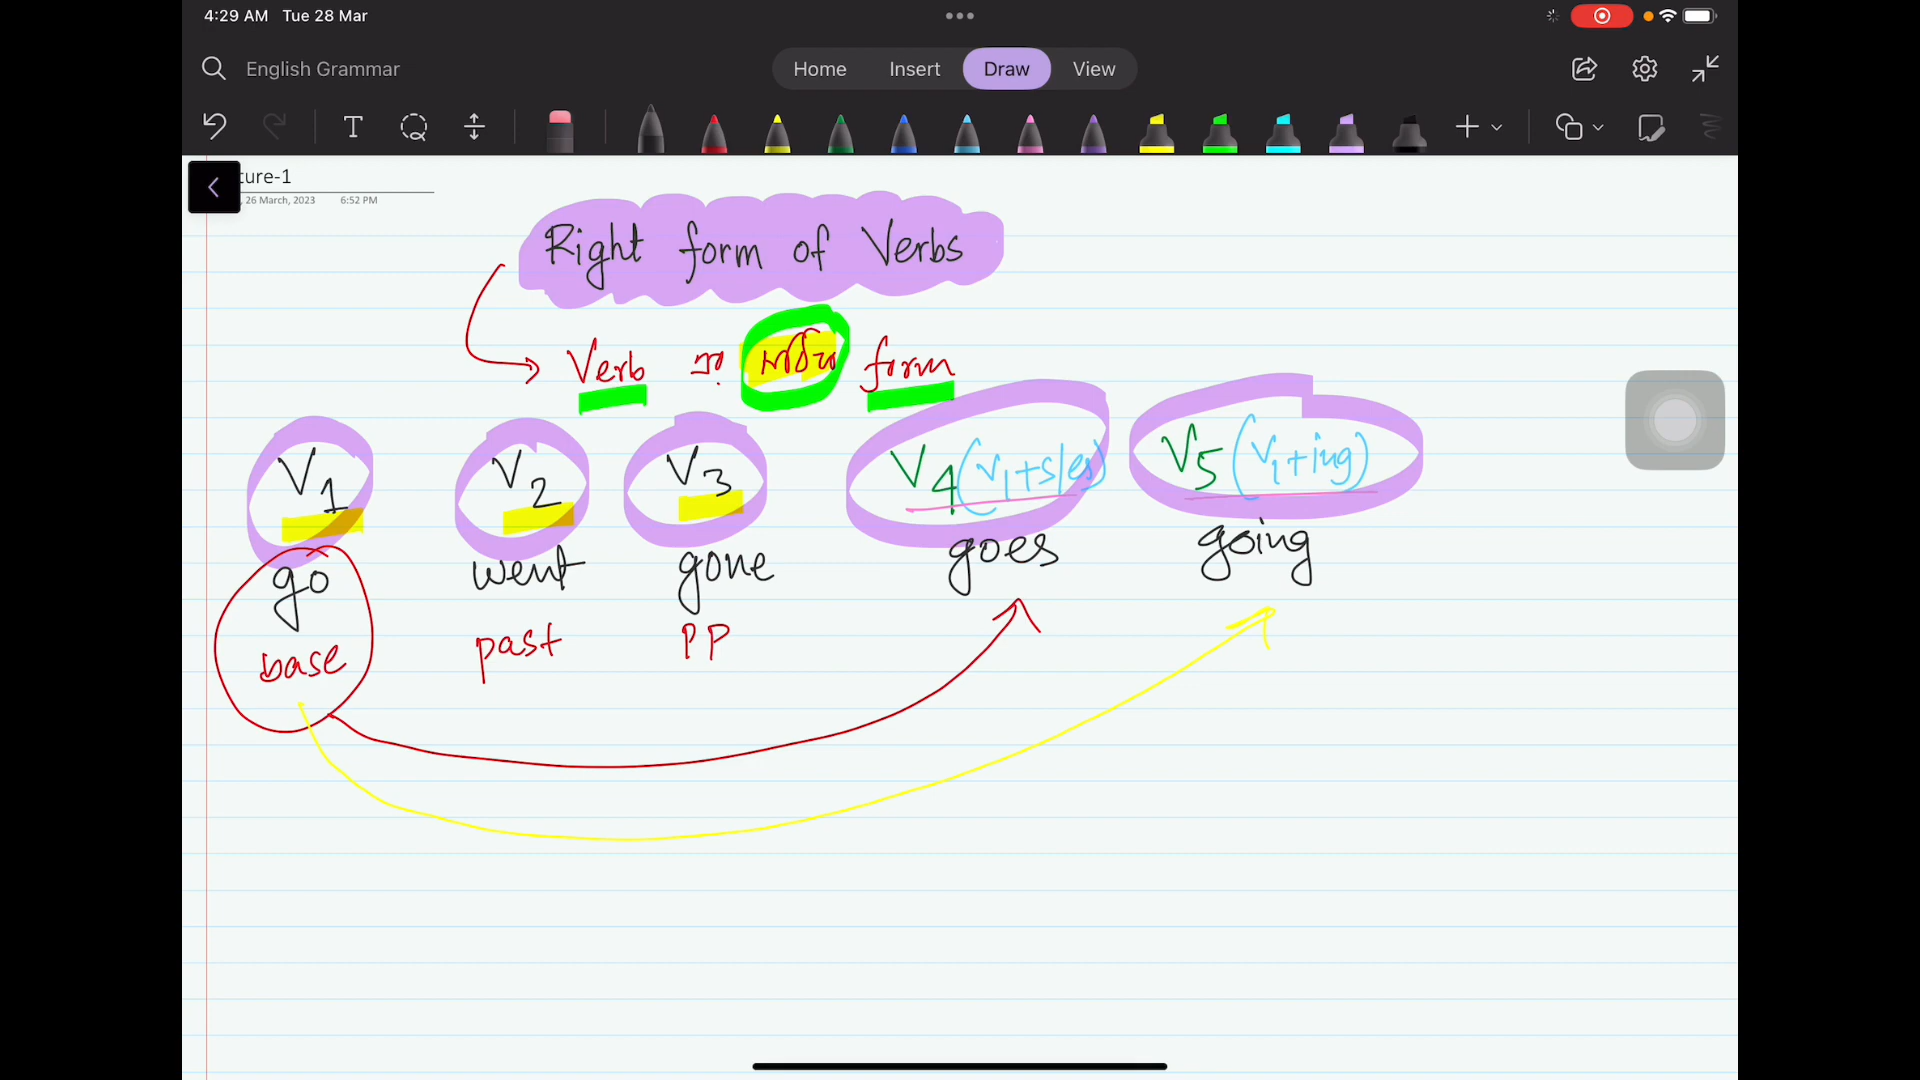 4:29 AM Tue 28 Mar
English Grammar
Home Insert Draw View
T
ture-1
, 26 March, 2023 6:52 PM
Right form of Verbs
Verb এর সঠিক form
V1 V2 V3 V4 (V1+s/es) V5 (V1+ing)
go went gone goes going
base past PP